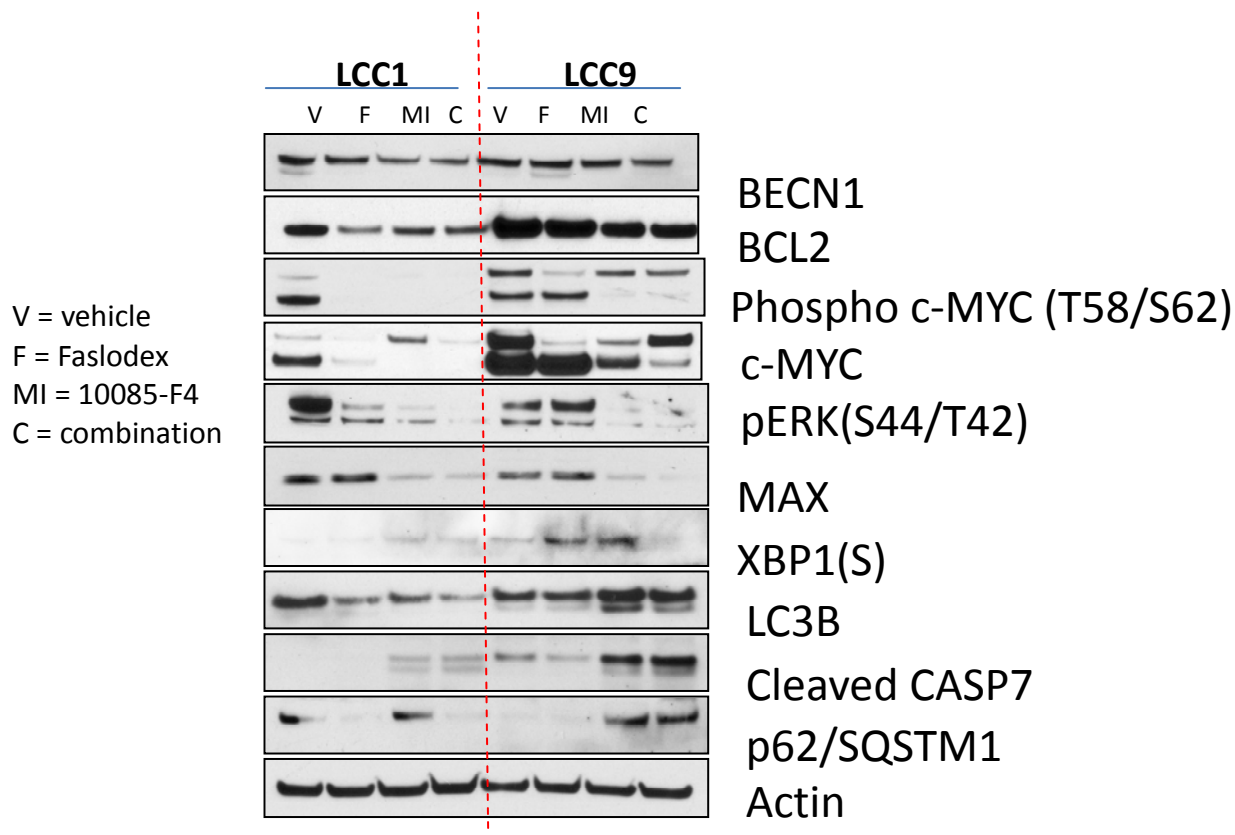 LCC1 LCC9
V F MI C V F MI C
BECN1
BCL2
Phospho c-MYC (T58/S62)
V = vehicle
F = Faslodex
MI = 10085-F4
C = combination
c-MYC
pERK(S44/T42)
MAX
XBP1(S)
LC3B
Cleaved CASP7
p62/SQSTM1
Actin